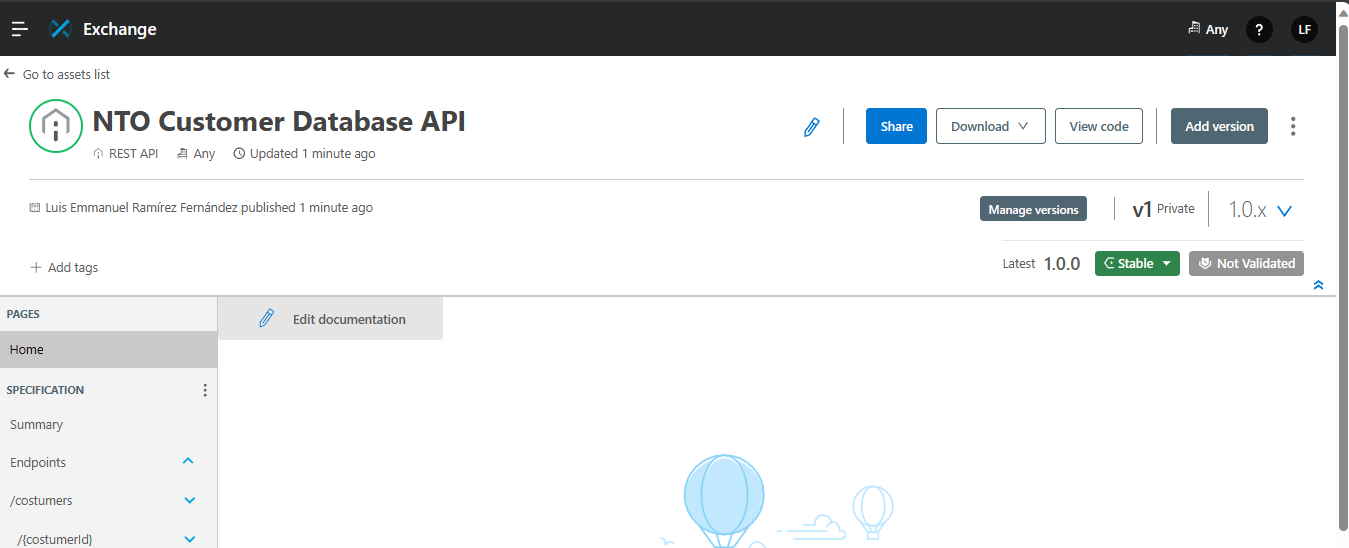 Exchange
Any
?
LF
Go to assets list
NTO Customer Database API
Share
Download
View code
Add version
REST API
Any
Updated 1 minute ago
Luis Emmanuel Ramírez Fernández published 1 minute ago
Manage versions
v1 Private
1.0.x
Add tags
Latest 1.0.0
Stable
Not Validated
PAGES
Edit documentation
Home
SPECIFICATION
Summary
Endpoints
/costumers
/{costumerId}